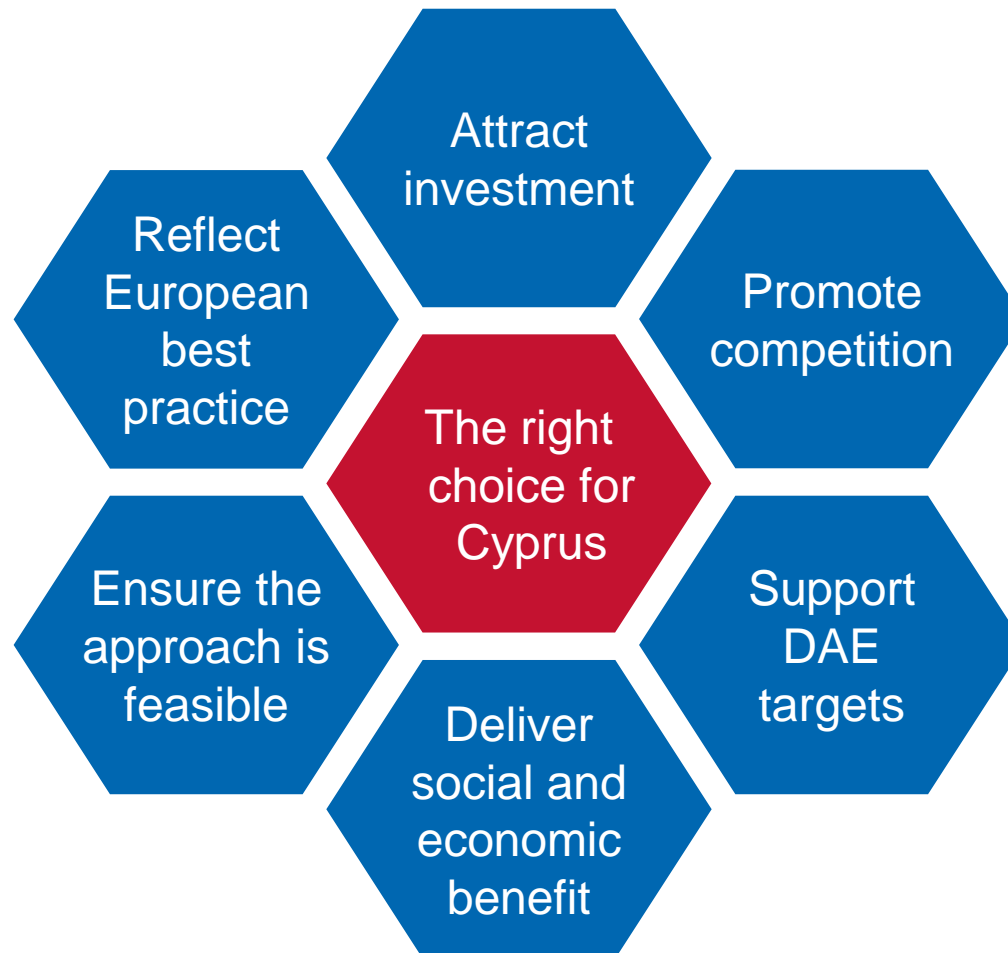 Attract
investment
Reflect
European
best
practice
Promote
competition
The right
choice for
Cyprus
Ensure the
approach is
feasible
Support
DAE
targets
Deliver
social and
economic
benefit